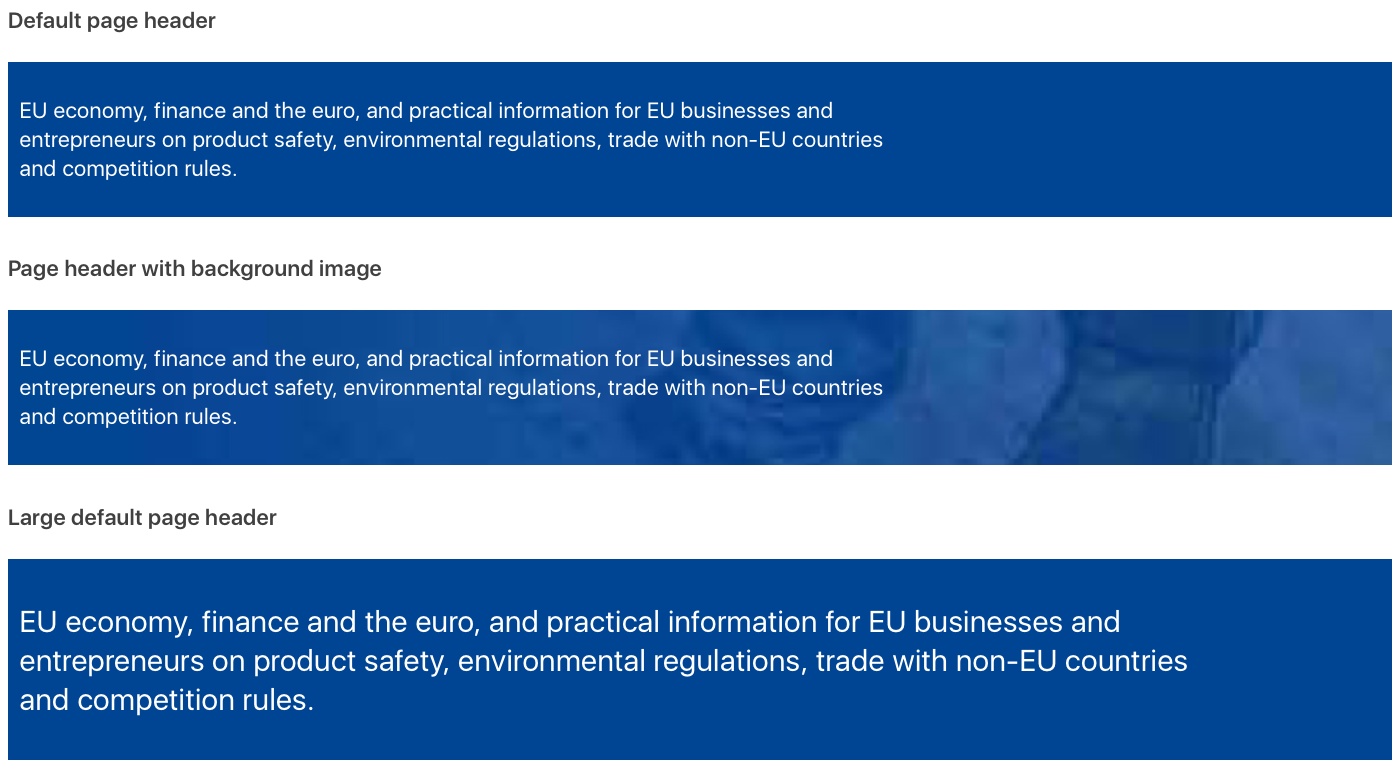 Default page header
EU economy, finance and the euro, and practical information for EU businesses and
entrepreneurs on product safety, environmental regulations, trade with non-EU countries
and competition rules.
Page header with background image
EU economy, finance and the euro, and practical information for EU businesses and
entrepreneurs on product safety, environmental regulations, trade with non-EU countries
and competition rules.
Large default page header
EU economy, finance and the euro, and practical information for EU businesses and
entrepreneurs on product safety, environmental regulations, trade with non-EU countries
and competition rules.